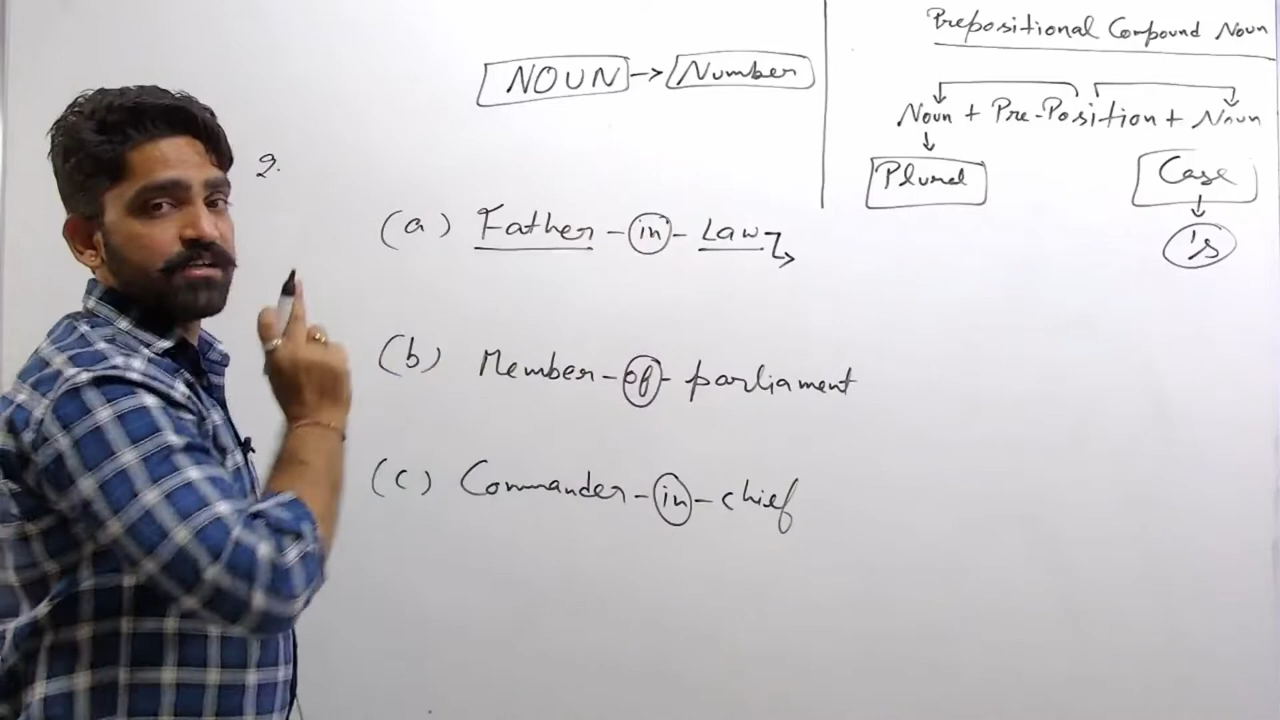 NOUN -> Number
2.
(a) Father - in - Law
(b) Member - of - parliament
(c) Commander - in - chief
Prepositional Compound Noun
Noun + Pre-Position + Noun
Plural Case
's